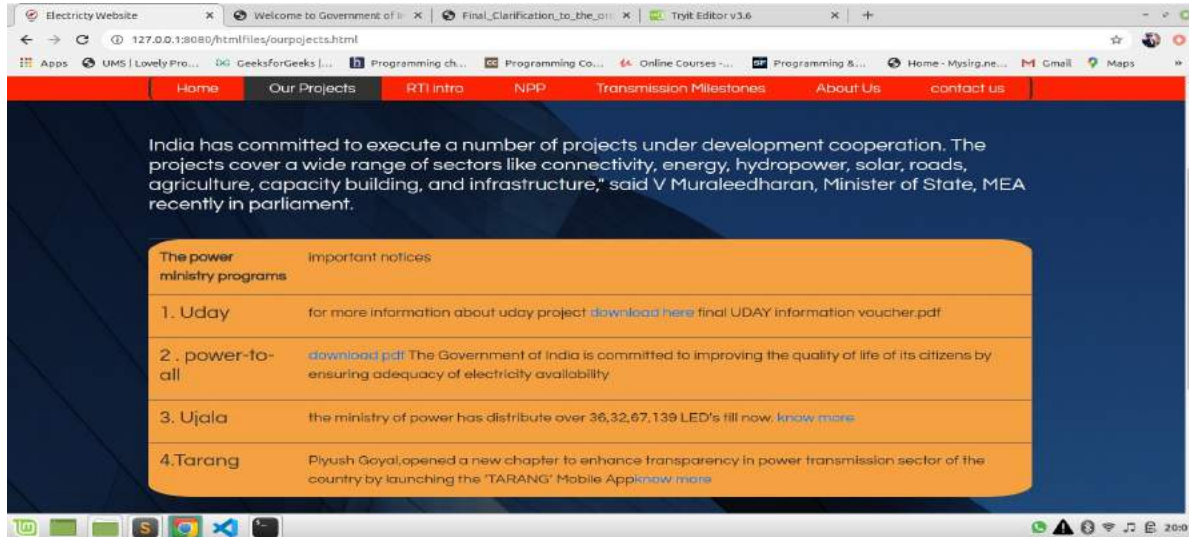 Electricty Website
Welcome to Government of I
Final_Clarification_to_the_ori
Tryit Editor v3.6
127.0.0.1:8080/htmlfiles/ourpojects.html
Apps UMS | Lovely Pro... GeeksforGeeks |... Programming ch... Programming Co... Online Courses -... Programming &... Home - Mysirg.ne... Gmail Maps »
Home Our Projects RTI intro NPP Transmission Milestones About Us contact us
India has committed to execute a number of projects under development cooperation. The
projects cover a wide range of sectors like connectivity, energy, hydropower, solar, roads,
agriculture, capacity building, and infrastructure," said V Muraleedharan, Minister of State, MEA
recently in parliament.
The power
ministry programs
important notices
1. Uday
for more information about uday project download here final UDAY information voucher.pdf
2 . power-to-
all
download pdf The Government of India is committed to improving the quality of life of its citizens by
ensuring adequacy of electricity availability
3. Ujala
the ministry of power has distribute over 36,32,67,139 LED's till now. know more
4.Tarang
Piyush Goyal,opened a new chapter to enhance transparency in power transmission sector of the
country by launching the 'TARANG' Mobile Appknow more
20:0